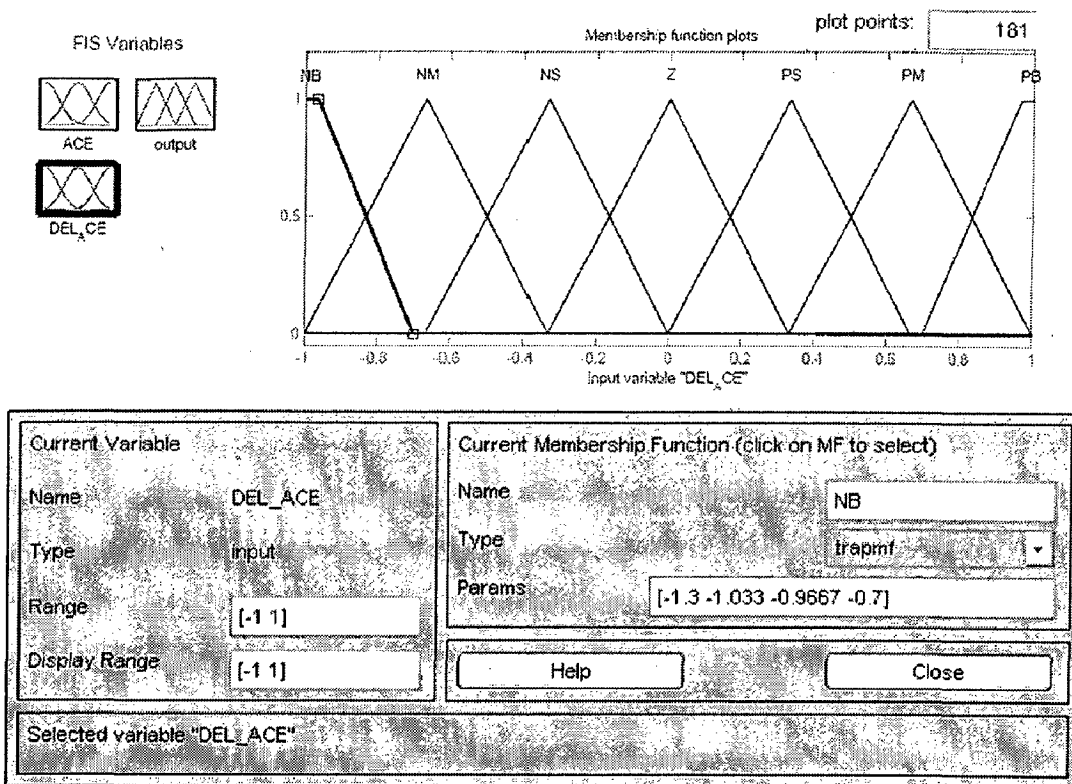 FIS Variables
ACE
output
DEL_ACE
Membership function plots
plot points:
181
NB NM NS Z PS PM PB
1
0.5
0
-1 -0.8 -0.6 -0.4 -0.2 0 0.2 0.4 0.6 0.8 1
Input variable "DEL_ACE"
Current Variable
Name DEL_ACE
Type input
Range [-1 1]
Display Range [-1 1]
Current Membership Function (click on MF to select)
Name NB
Type trapmf
Params [-1.3 -1.033 -0.9667 -0.7]
Help
Close
Selected variable "DEL_ACE"